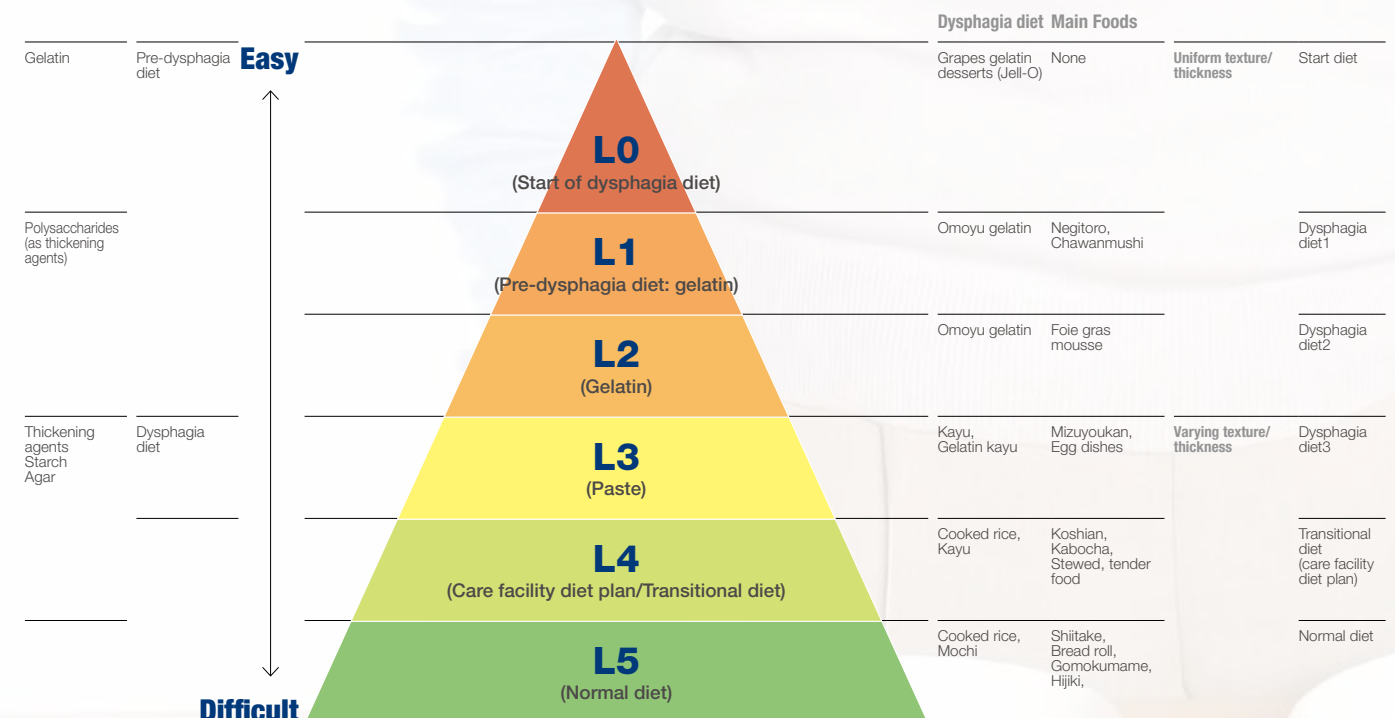 Dysphagia diet Main Foods
Gelatin
Pre-dysphagia
diet
Easy
Grapes gelatin
desserts (Jell-O)
None
Uniform texture/
thickness
Start diet
L0
(Start of dysphagia diet)
Polysaccharides
(as thickening
agents)
L1
(Pre-dysphagia diet: gelatin)
Omoyu gelatin
Negitoro,
Chawanmushi
Dysphagia
diet1
L2
(Gelatin)
Omoyu gelatin
Foie gras
mousse
Dysphagia
diet2
Thickening
agents
Starch
Agar
Dysphagia
diet
L3
(Paste)
Kayu,
Gelatin kayu
Mizuyoukan,
Egg dishes
Varying texture/
thickness
Dysphagia
diet3
L4
(Care facility diet plan/Transitional diet)
Cooked rice,
Kayu
Koshian,
Kabocha,
Stewed, tender
food
Transitional
diet
(care facility
diet plan)
L5
(Normal diet)
Cooked rice,
Mochi
Shiitake,
Bread roll,
Gomokumame,
Hijiki,
Normal diet
Difficult